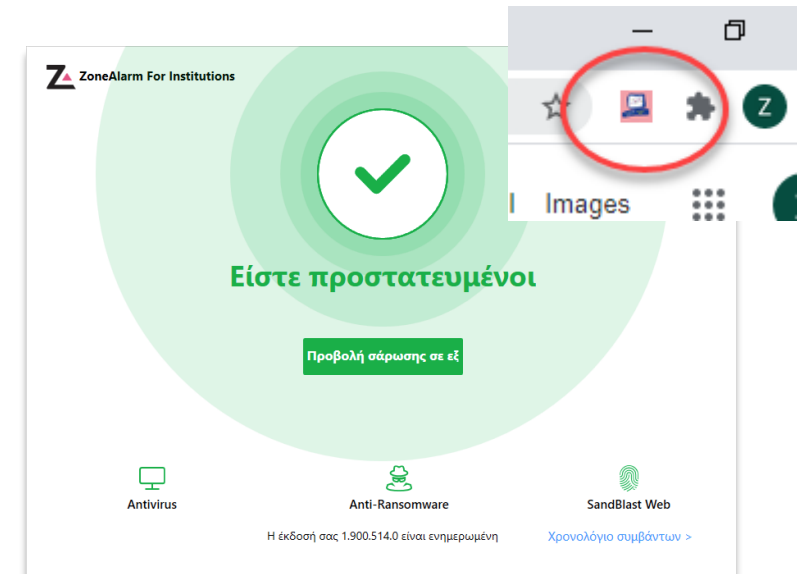 ZoneAlarm For Institutions
Z
Images
Είστε προστατευμένοι
Προβολή σάρωσης σε εξ
Antivirus
Anti-Ransomware
SandBlast Web
Η έκδοσή σας 1.900.514.0 είναι ενημερωμένη
Χρονολόγιο συμβάντων >